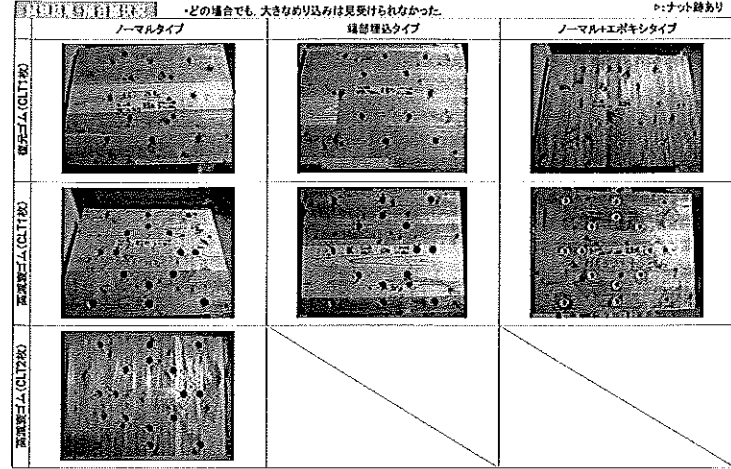 ・どの場合でも、大きなめり込みは見受けられなかった。
▷:ナット跡あり
ノーマルタイプ
端部埋込タイプ
ノーマル+エポキシタイプ
復元ゴム(CLT1枚)
高減衰ゴム(CLT1枚)
高減衰ゴム(CLT2枚)